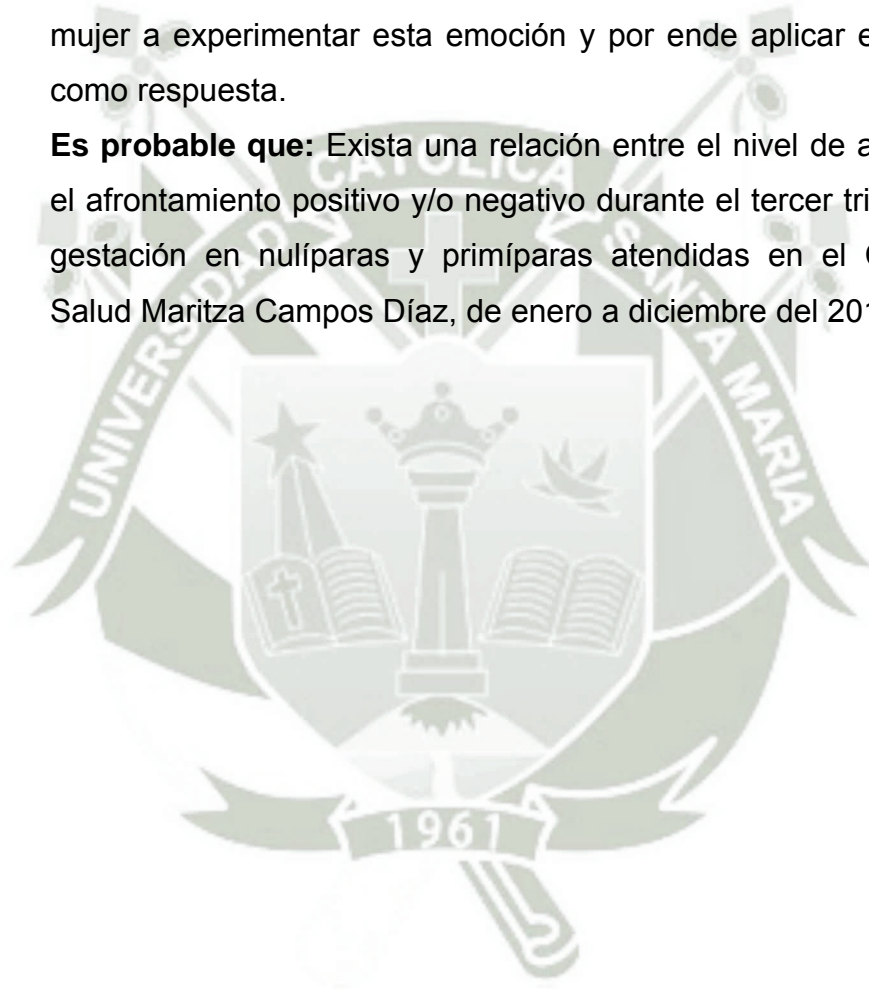 mujer a experimentar esta emoción y por ende aplicar e
como respuesta.
Es probable que: Exista una relación entre el nivel de a
el afrontamiento positivo y/o negativo durante el tercer tri
gestación en nulíparas y primíparas atendidas en el
Salud Maritza Campos Díaz, de enero a diciembre del 201
UNIVERSIDAD CATOLICA SANTA MARIA
1961